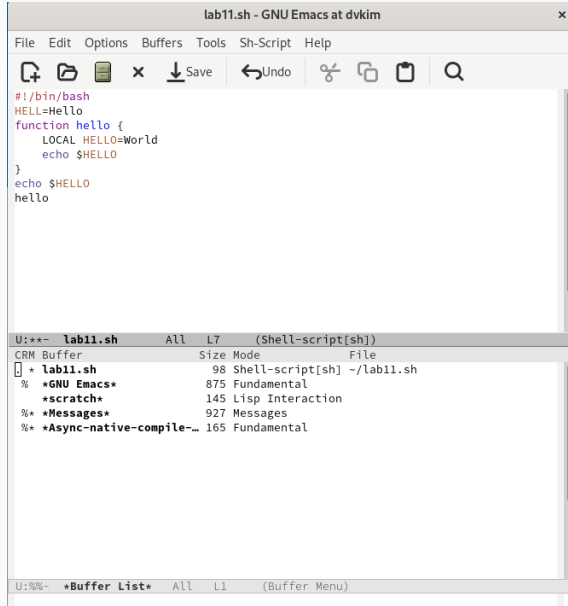 lab11.sh - GNU Emacs at dvkim ×
File Edit Options Buffers Tools Sh-Script Help
Save Undo
#!/bin/bash
HELL=Hello
function hello {
    LOCAL HELLO=World
    echo $HELLO
}
echo $HELLO
hello
U:**-  lab11.sh       All   L7     (Shell-script[sh])
CRM Buffer                Size Mode             File
. * lab11.sh                98 Shell-script[sh] ~/lab11.sh
 %  *GNU Emacs*            875 Fundamental
    *scratch*              145 Lisp Interaction
 %* *Messages*             927 Messages
 %* *Async-native-compile-… 165 Fundamental
U:%%-  *Buffer List*   All   L1     (Buffer Menu)